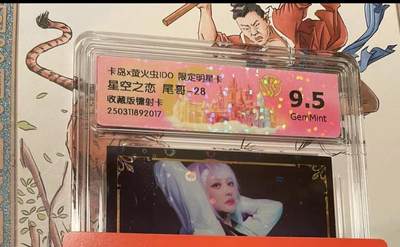 卡岛x萤火虫IDO 限定明星卡
星空之恋 尾哥-28
收藏版镭射卡
250311892017
9.5
GemMint